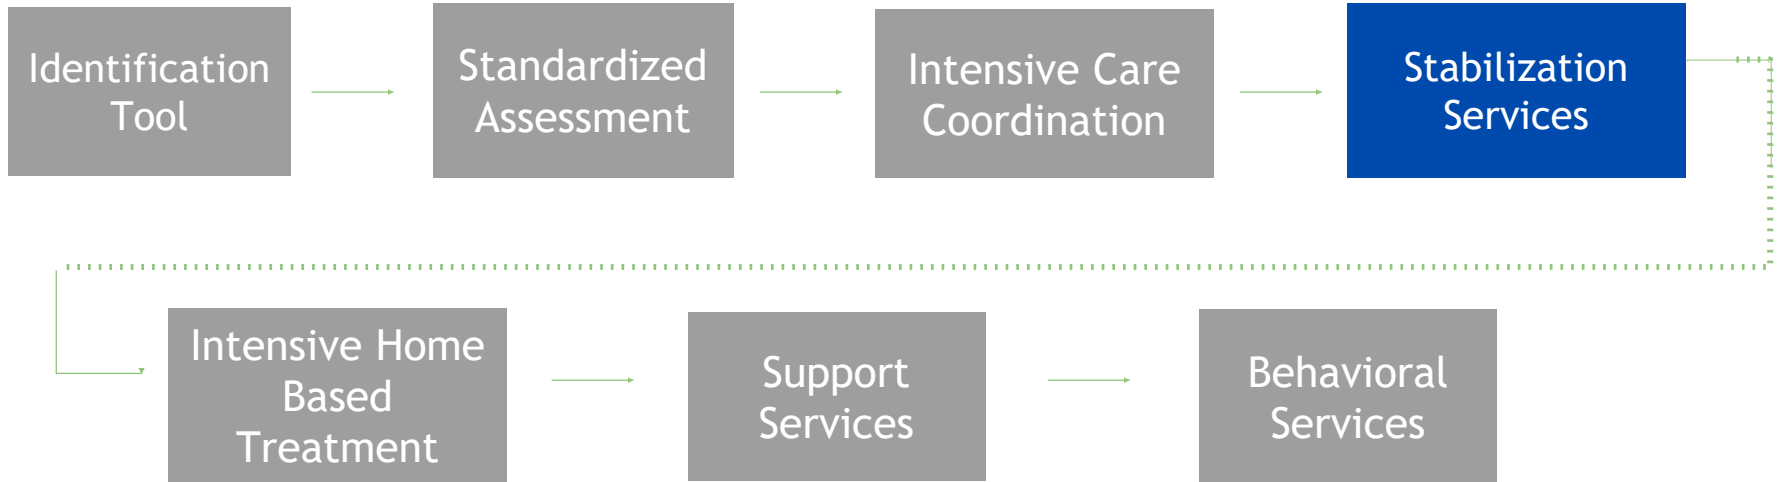 Identification
Tool
Standardized
Assessment
Intensive Care
Coordination
Stabilization
Services
Intensive Home
Based
Treatment
Support
Services
Behavioral
Services